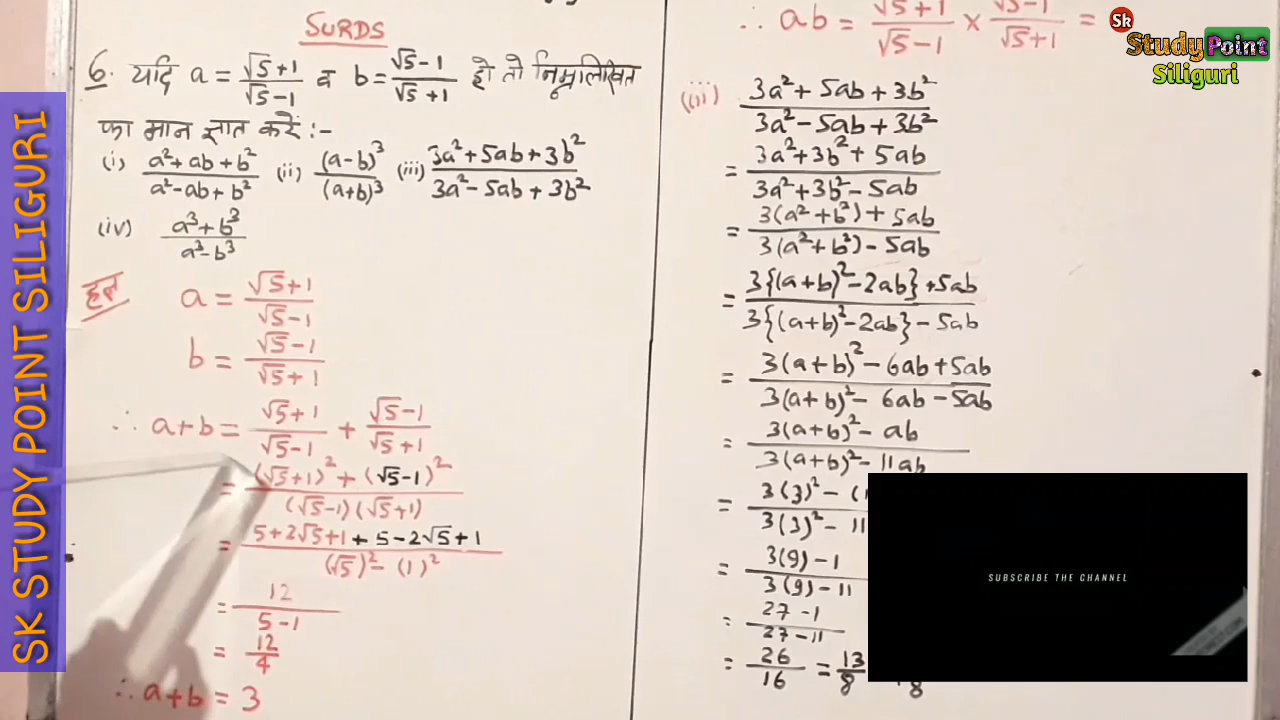 SURDS
6. यदि a = √5+1/√5-1 व b = √5-1/√5+1 हो तो निम्नलिखित
का मान ज्ञात करें :-
(i) a²+ab+b²/a²-ab+b² (ii) (a-b)³/(a+b)³ (iii) 3a²+5ab+3b²/3a²-5ab+3b²
(iv) a³+b³/a³-b³
हल a = √5+1/√5-1
b = √5-1/√5+1
∴ a+b = √5+1/√5-1 + √5-1/√5+1
= (√5+1)²+(√5-1)²/(√5-1)(√5+1)
= 5+2√5+1+5-2√5+1/(√5)²-(1)²
= 12/5-1
= 12/4
∴ a+b = 3
∴ ab = √5+1/√5-1 × √5-1/√5+1 =
(iii) 3a²+5ab+3b²/3a²-5ab+3b²
= 3a²+3b²+5ab/3a²+3b²-5ab
= 3(a²+b²)+5ab/3(a²+b²)-5ab
= 3{(a+b)²-2ab}+5ab/3{(a+b)²-2ab}-5ab
= 3(a+b)²-6ab+5ab/3(a+b)²-6ab-5ab
= 3(a+b)²-ab/3(a+b)²-11ab
= 3(3)²-(/3(3)²-11
= 3(9)-1/3(9)-11
= 27-1/27-11
= 26/16 = 13/8
8
Sk
Study Point
Siliguri
SK STUDY POINT SILIGURI
SUBSCRIBE THE CHANNEL